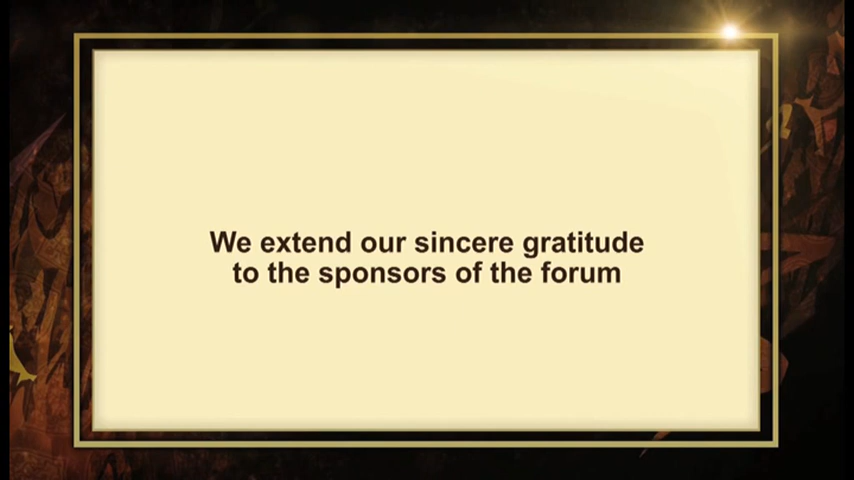 We extend our sincere gratitude
to the sponsors of the forum